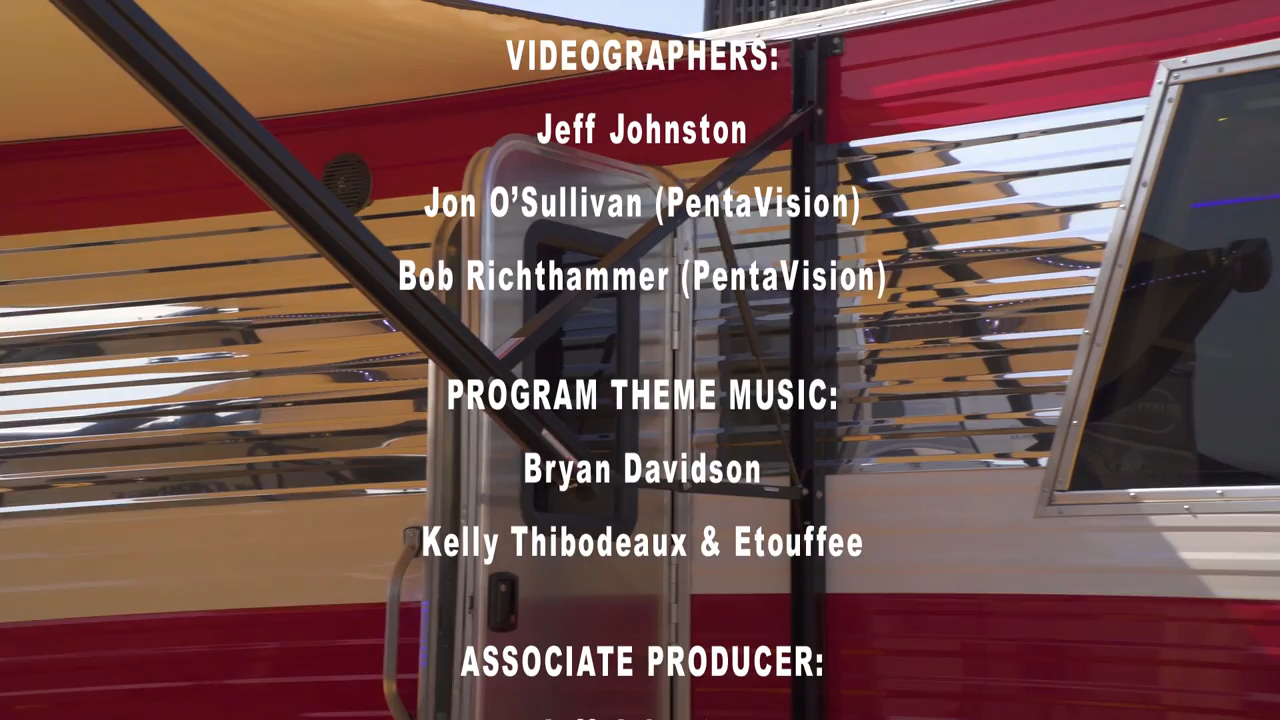 VIDEOGRAPHERS:
Jeff Johnston
Jon O’Sullivan (PentaVision)
Bob Richthammer (PentaVision)
PROGRAM THEME MUSIC:
Bryan Davidson
Kelly Thibodeaux & Etouffee
ASSOCIATE PRODUCER: